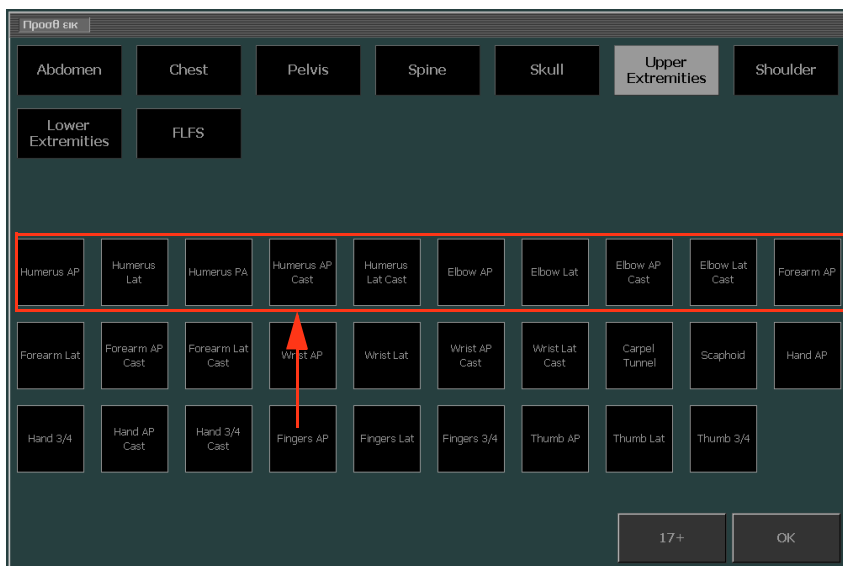 Προσθ εικ
Abdomen
Chest
Pelvis
Spine
Skull
Upper
Extremities
Shoulder
Lower
Extremities
FLFS
Humerus AP
Humerus
Lat
Humerus PA
Humerus AP
Cast
Humerus
Lat Cast
Elbow AP
Elbow Lat
Elbow AP
Cast
Elbow Lat
Cast
Forearm AP
Forearm Lat
Forearm AP
Cast
Forearm Lat
Cast
Wrist AP
Wrist Lat
Wrist AP
Cast
Wrist Lat
Cast
Carpel
Tunnel
Scaphoid
Hand AP
Hand 3/4
Hand AP
Cast
Hand 3/4
Cast
Fingers AP
Fingers Lat
Fingers 3/4
Thumb AP
Thumb Lat
Thumb 3/4
17+
OK